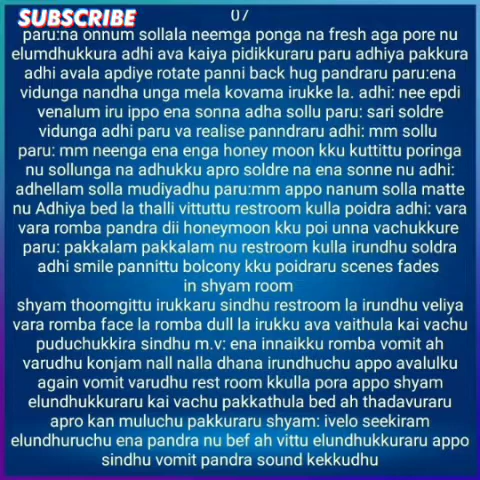 SUBSCRIBE
07
paru:na onnum sollala neemga ponga na fresh aga pore nu
elumdhukkura adhi ava kaiya pidikkuraru paru adhiya pakkura
adhi avala apdiye rotate panni back hug pandraru paru:ena
vidunga nandha unga mela kovama irukke la. adhi: nee epdi
venalum iru ippo ena sonna adha sollu paru: sari soldre
vidunga adhi paru va realise panndraru adhi: mm sollu
paru: mm neenga ena enga honey moon kku kuttittu poringa
nu sollunga na adhukku apro soldre na ena sonne nu adhi:
adhellam solla mudiyadhu paru:mm appo nanum solla matte
nu Adhiya bed la thalli vittuttu restroom kulla poidra adhi: vara
vara romba pandra dii honeymoon kku poi unna vachukkure
paru: pakkalam pakkalam nu restroom kulla irundhu soldra
adhi smile pannittu bolcony kku poidraru scenes fades
in shyam room
shyam thoomgittu irukkaru sindhu restroom la irundhu veliya
vara romba face la romba dull la irukku ava vaithula kai vachu
puduchukkira sindhu m.v: ena innaikku romba vomit ah
varudhu konjam nall nalla dhana irundhuchu appo avalulku
again vomit varudhu rest room kkulla pora appo shyam
elundhukkuraru kai vachu pakkathula bed ah thadavuraru
apro kan muluchu pakkuraru shyam: ivelo seekiram
elundhuruchu ena pandra nu bef ah vittu elundhukkuraru appo
sindhu vomit pandra sound kekkudhu